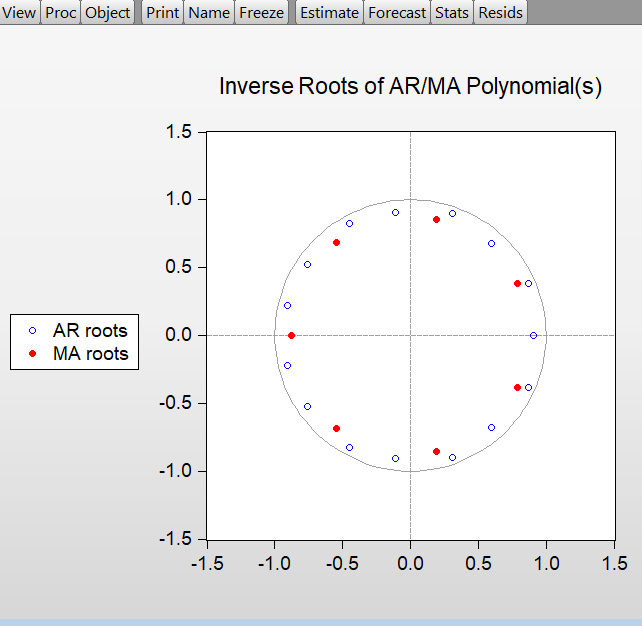 View Proc Object Print Name Freeze Estimate Forecast Stats Resids
Inverse Roots of AR/MA Polynomial(s)
1.5
1.0
0.5
0.0
-0.5
-1.0
-1.5
AR roots
MA roots
-1.5 -1.0 -0.5 0.0 0.5 1.0 1.5